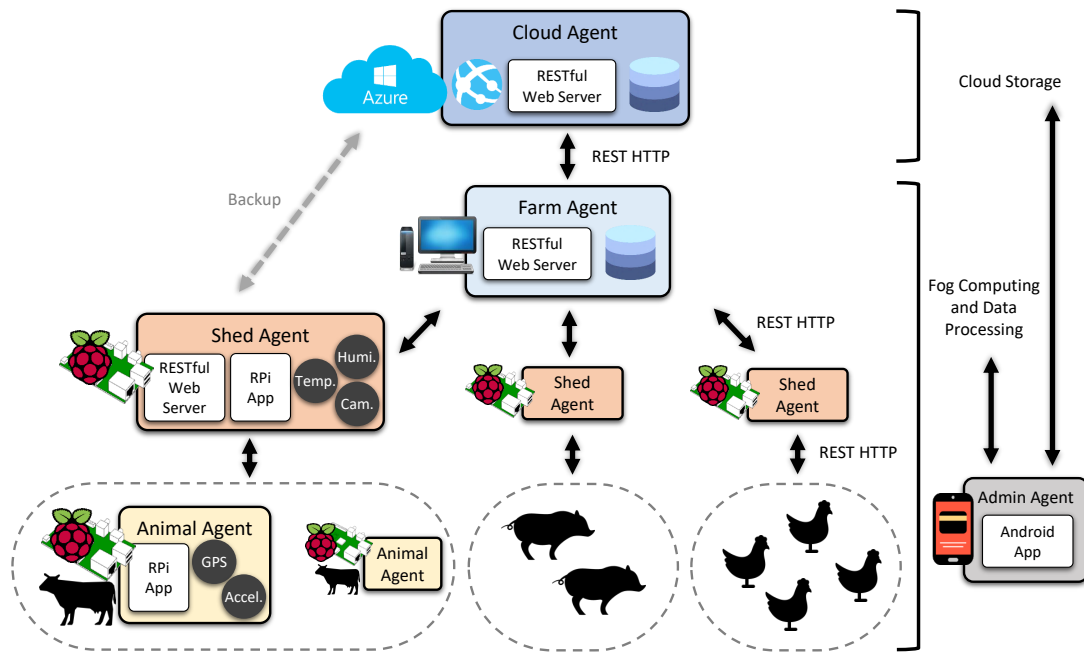 Cloud Agent
Azure
RESTful
Web Server
Cloud Storage
REST HTTP
Backup
Farm Agent
RESTful
Web Server
Fog Computing
and Data
Processing
Shed Agent
RESTful
Web
Server
RPi
App
Temp.
Humi.
Cam.
REST HTTP
Shed
Agent
Shed
Agent
REST HTTP
Animal Agent
RPi
App
GPS
Accel.
Animal
Agent
Admin Agent
Android
App